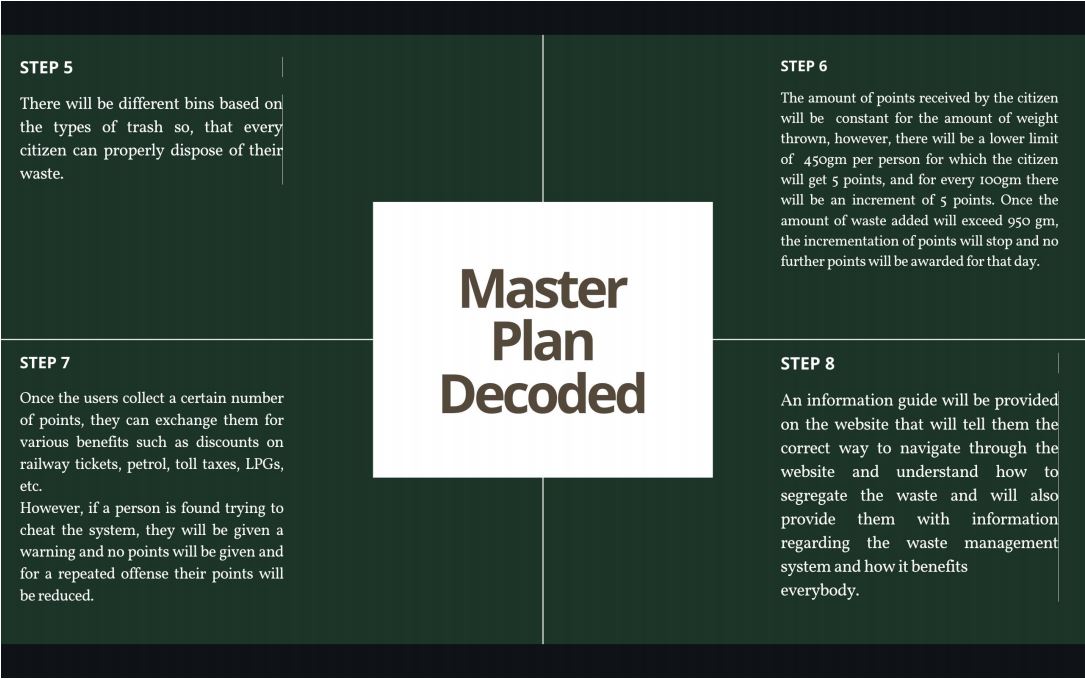 STEP 5
There will be different bins based on
the types of trash so, that every
citizen can properly dispose of their
waste.
STEP 6
The amount of points received by the citizen
will be constant for the amount of weight
thrown, however, there will be a lower limit
of 450gm per person for which the citizen
will get 5 points, and for every 100gm there
will be an increment of 5 points. Once the
amount of waste added will exceed 950 gm,
the incrementation of points will stop and no
further points will be awarded for that day.
Master
Plan
Decoded
STEP 7
Once the users collect a certain number
of points, they can exchange them for
various benefits such as discounts on
railway tickets, petrol, toll taxes, LPGs,
etc.
However, if a person is found trying to
cheat the system, they will be given a
warning and no points will be given and
for a repeated offense their points will
be reduced.
STEP 8
An information guide will be provided
on the website that will tell them the
correct way to navigate through the
website and understand how to
segregate the waste and will also
provide them with information
regarding the waste management
system and how it benefits
everybody.